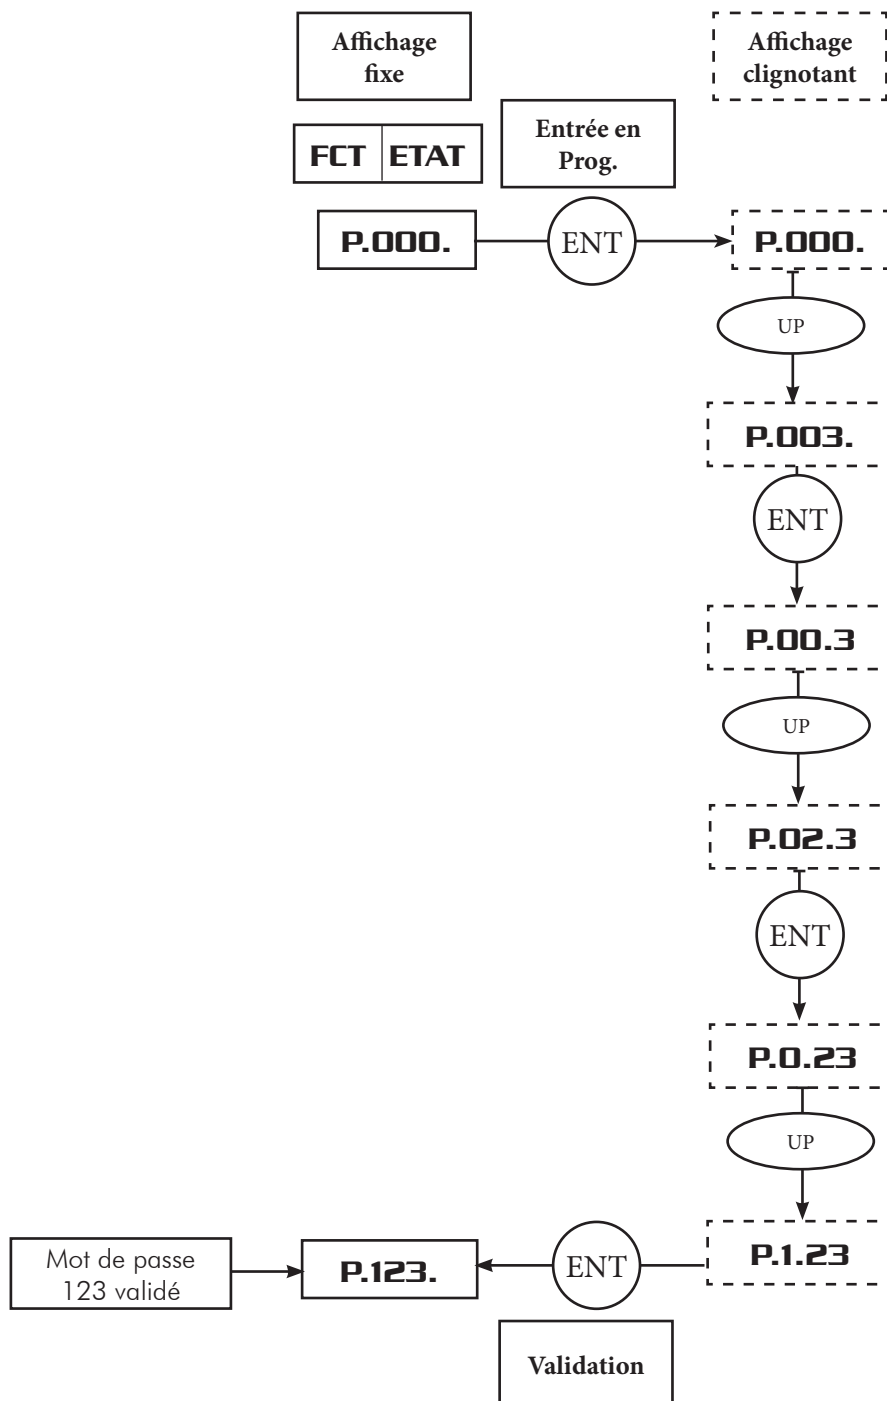 Affichage
fixe
Affichage
clignotant
FCT ETAT
Entrée en
Prog.
P.000.
ENT
P.000.
UP
P.003.
ENT
P.00.3
UP
P.02.3
ENT
P.0.23
UP
P.1.23
ENT
P.123.
Mot de passe
123 validé
Validation